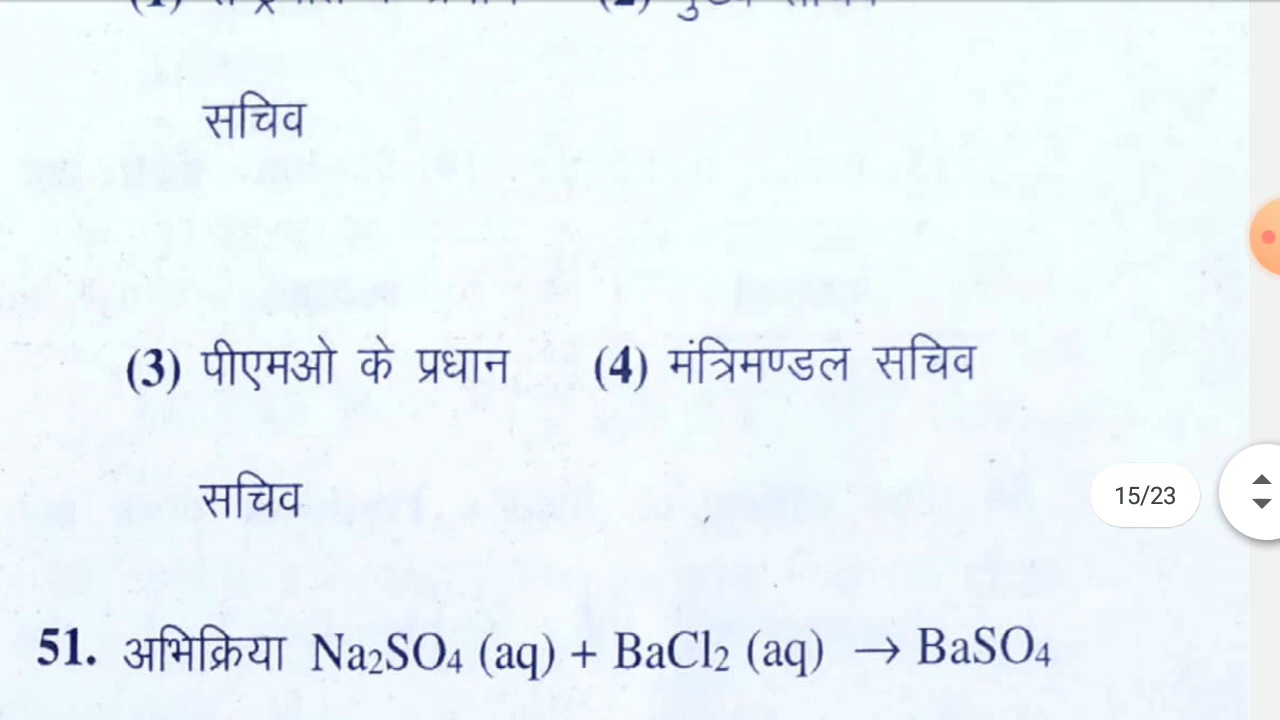 सचिव
(3) पीएमओ के प्रधान (4) मंत्रिमण्डल सचिव
सचिव
15/23
51. अभिक्रिया Na₂SO₄ (aq) + BaCl₂ (aq) → BaSO₄